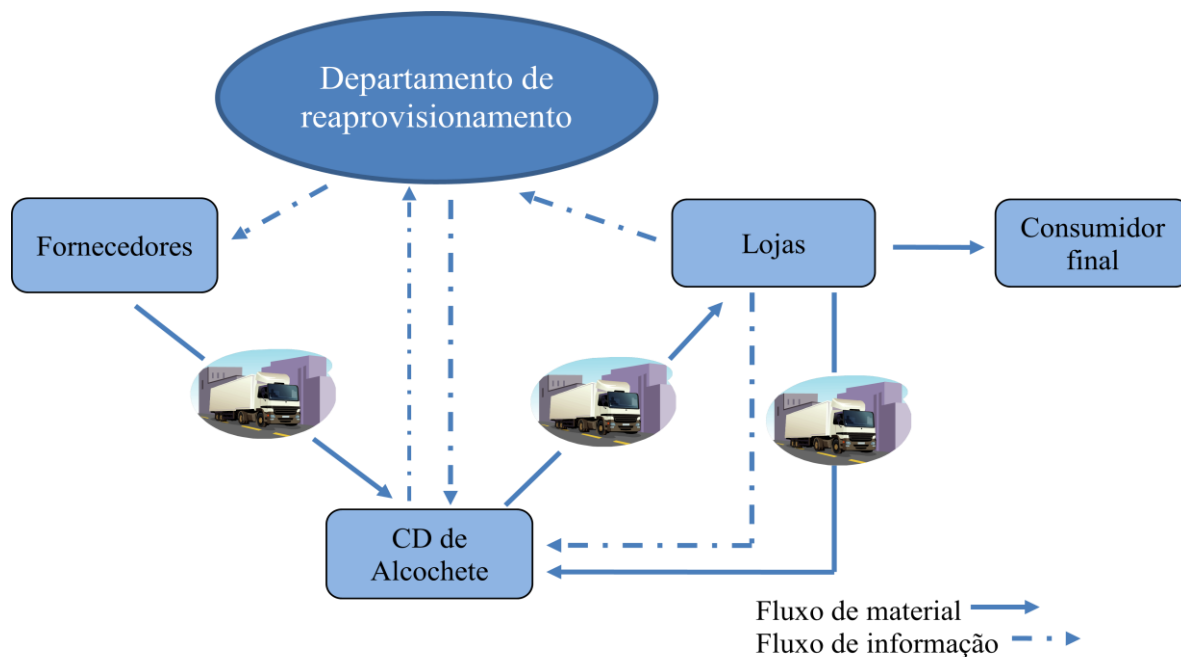 Departamento de
reaprovisionamento
Fornecedores
Lojas
Consumidor
final
CD de
Alcochete
Fluxo de material
Fluxo de informação